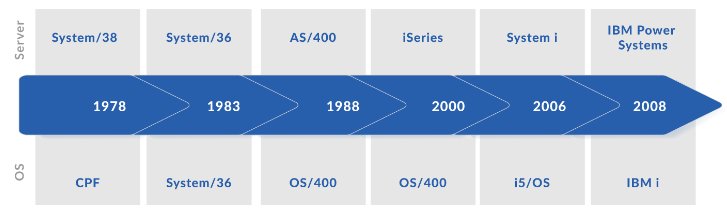 Server
System/38
System/36
AS/400
iSeries
System i
IBM Power
Systems
1978
1983
1988
2000
2006
2008
OS
CPF
System/36
OS/400
OS/400
i5/OS
IBM i